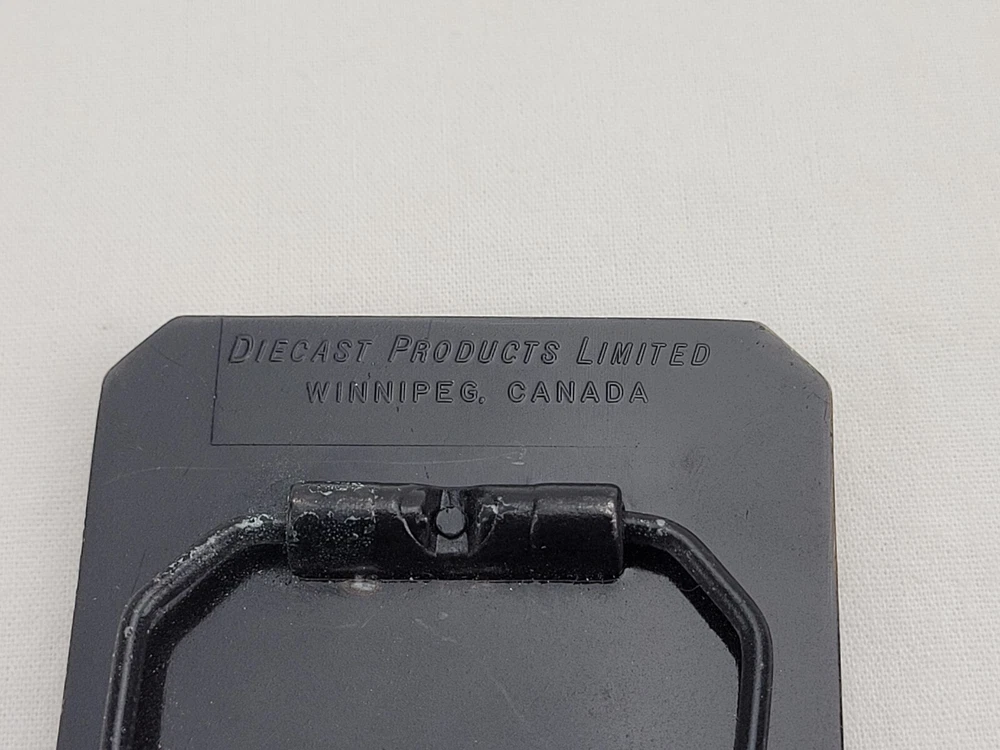 DIECAST PRODUCTS LIMITED
WINNIPEG, CANADA